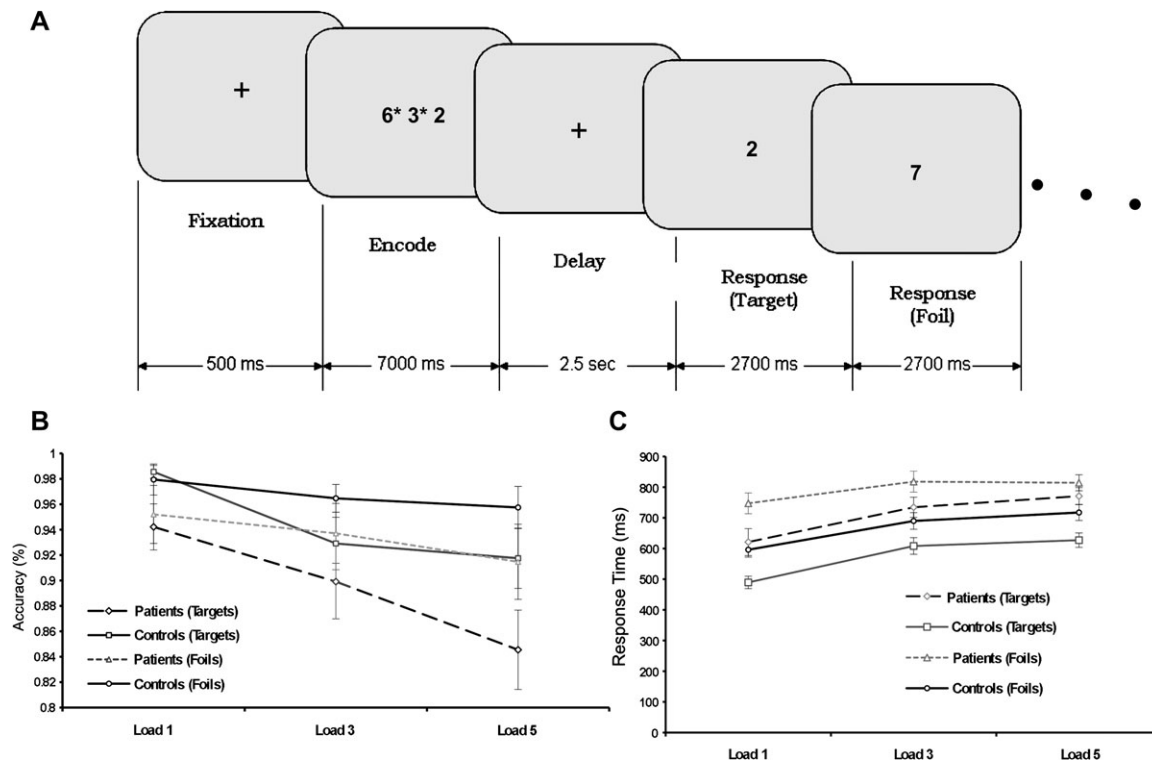 A
+
6* 3* 2
+
2
7
Fixation
Encode
Delay
Response
(Target)
Response
(Foil)
500 ms
7000 ms
2.5 sec
2700 ms
2700 ms
B
Accuracy (%)
1
0.98
0.96
0.94
0.92
0.9
0.88
0.86
0.84
0.82
0.8
Patients (Targets)
Controls (Targets)
Patients (Foils)
Controls (Foils)
Load 1
Load 3
Load 5
C
Response Time (ms)
900
800
700
600
500
400
300
200
100
0
Patients (Targets)
Controls (Targets)
Patients (Foils)
Controls (Foils)
Load 1
Load 3
Load 5